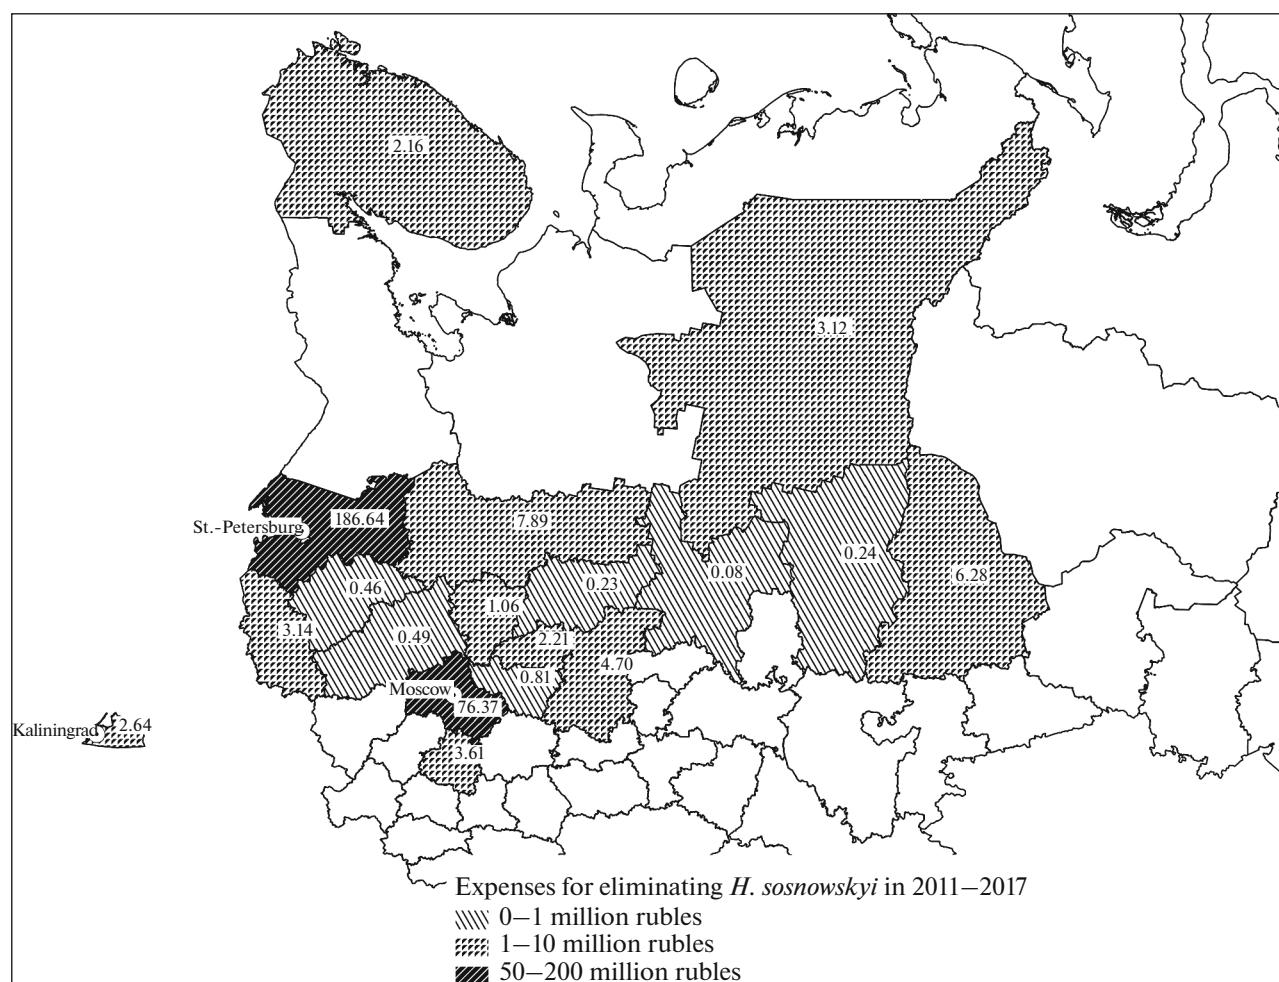 2.16
3.12
St.-Petersburg
186.64
7.89
0.46
0.23
0.08
0.24
6.28
1.06
3.14
0.49
2.21
4.70
0.81
Moscow
76.37
Kaliningrad
2.64
3.61
Expenses for eliminating H. sosnowskyi in 2011–2017
0–1 million rubles
1–10 million rubles
50–200 million rubles